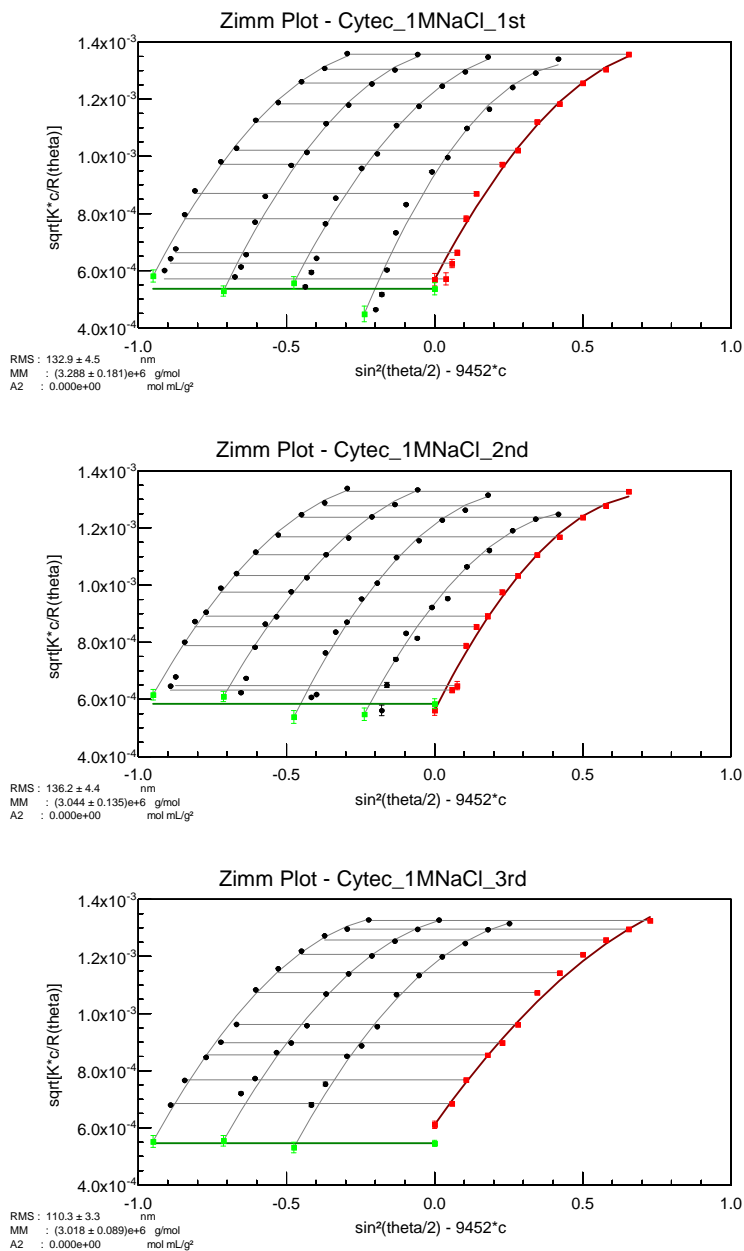 Zimm Plot - Cytec_1MNaCl_1st
1.4x10⁻³
1.2x10⁻³
1.0x10⁻³
8.0x10⁻⁴
6.0x10⁻⁴
4.0x10⁻⁴
sqrt[K*c/R(theta)]
-1.0 -0.5 0.0 0.5 1.0
sin²(theta/2) - 9452*c
RMS : 132.9 ± 4.5 nm
MM : (3.288 ± 0.181)e+6 g/mol
A2 : 0.000e+00 mol mL/g²
Zimm Plot - Cytec_1MNaCl_2nd
1.4x10⁻³
1.2x10⁻³
1.0x10⁻³
8.0x10⁻⁴
6.0x10⁻⁴
4.0x10⁻⁴
sqrt[K*c/R(theta)]
-1.0 -0.5 0.0 0.5 1.0
sin²(theta/2) - 9452*c
RMS : 136.2 ± 4.4 nm
MM : (3.044 ± 0.135)e+6 g/mol
A2 : 0.000e+00 mol mL/g²
Zimm Plot - Cytec_1MNaCl_3rd
1.4x10⁻³
1.2x10⁻³
1.0x10⁻³
8.0x10⁻⁴
6.0x10⁻⁴
4.0x10⁻⁴
sqrt[K*c/R(theta)]
-1.0 -0.5 0.0 0.5 1.0
sin²(theta/2) - 9452*c
RMS : 110.3 ± 3.3 nm
MM : (3.018 ± 0.089)e+6 g/mol
A2 : 0.000e+00 mol mL/g²